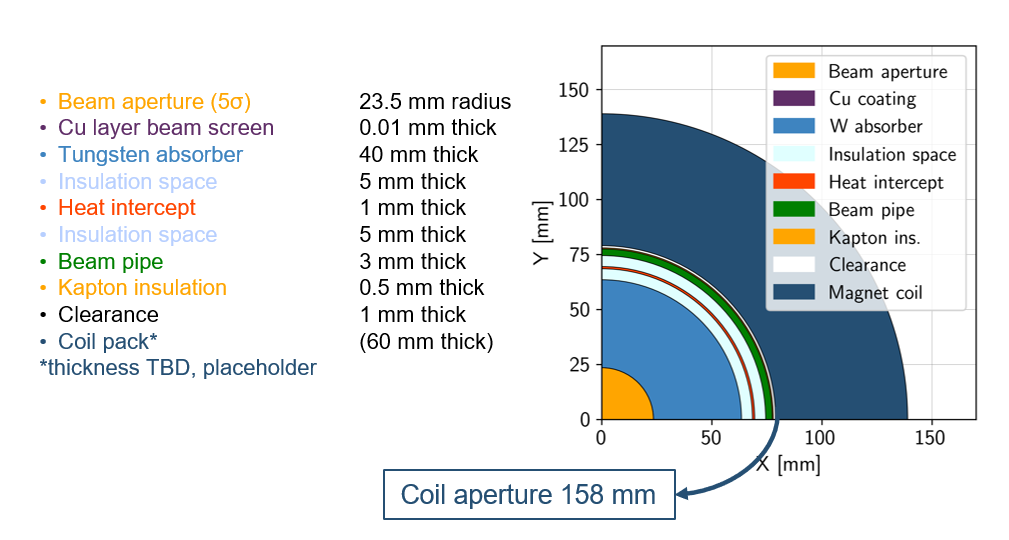 • Beam aperture (5σ) 23.5 mm radius
• Cu layer beam screen 0.01 mm thick
• Tungsten absorber 40 mm thick
• Insulation space 5 mm thick
• Heat intercept 1 mm thick
• Insulation space 5 mm thick
• Beam pipe 3 mm thick
• Kapton insulation 0.5 mm thick
• Clearance 1 mm thick
• Coil pack* (60 mm thick)
*thickness TBD, placeholder
Y [mm]
150
125
100
75
50
25
0
Beam aperture
Cu coating
W absorber
Insulation space
Heat intercept
Beam pipe
Kapton ins.
Clearance
Magnet coil
0 50 100 150
X [mm]
Coil aperture 158 mm